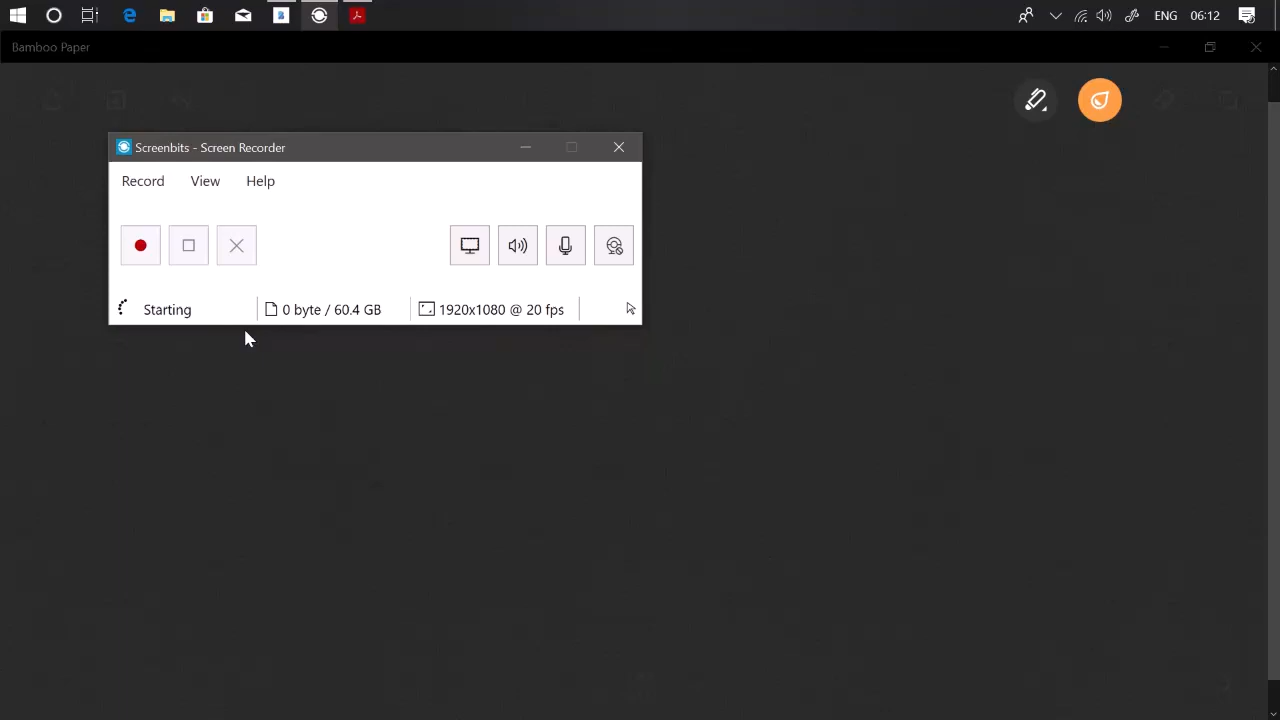 ENG 06:12
Bamboo Paper
Screenbits - Screen Recorder
Record View Help
Starting 0 byte / 60.4 GB 1920x1080 @ 20 fps